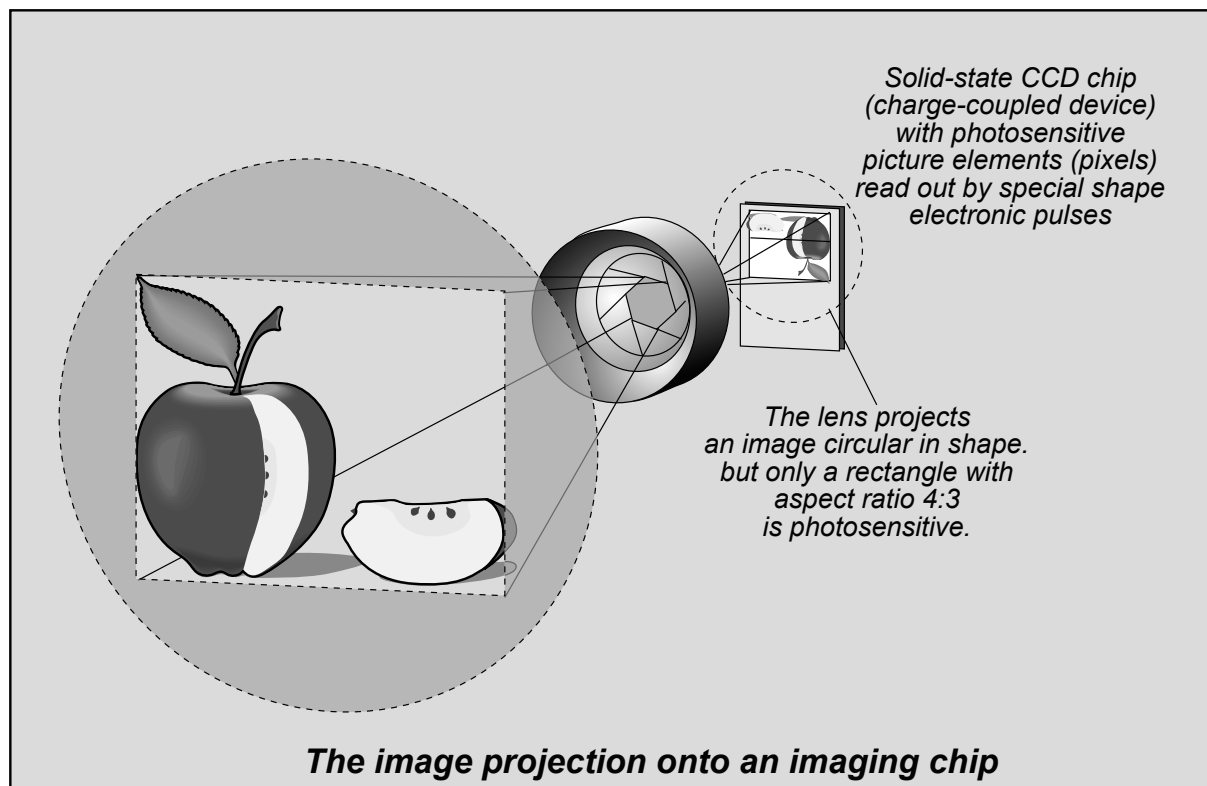 Solid-state CCD chip
(charge-coupled device)
with photosensitive
picture elements (pixels)
read out by special shape
electronic pulses
The lens projects
an image circular in shape.
but only a rectangle with
aspect ratio 4:3
is photosensitive.
The image projection onto an imaging chip